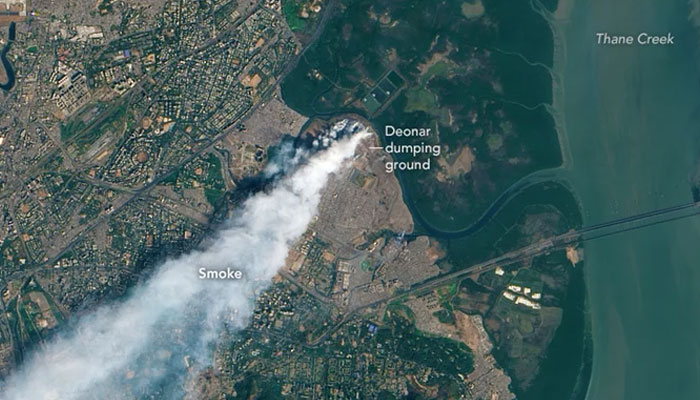 Thane Creek
Deonar
dumping
ground
Smoke